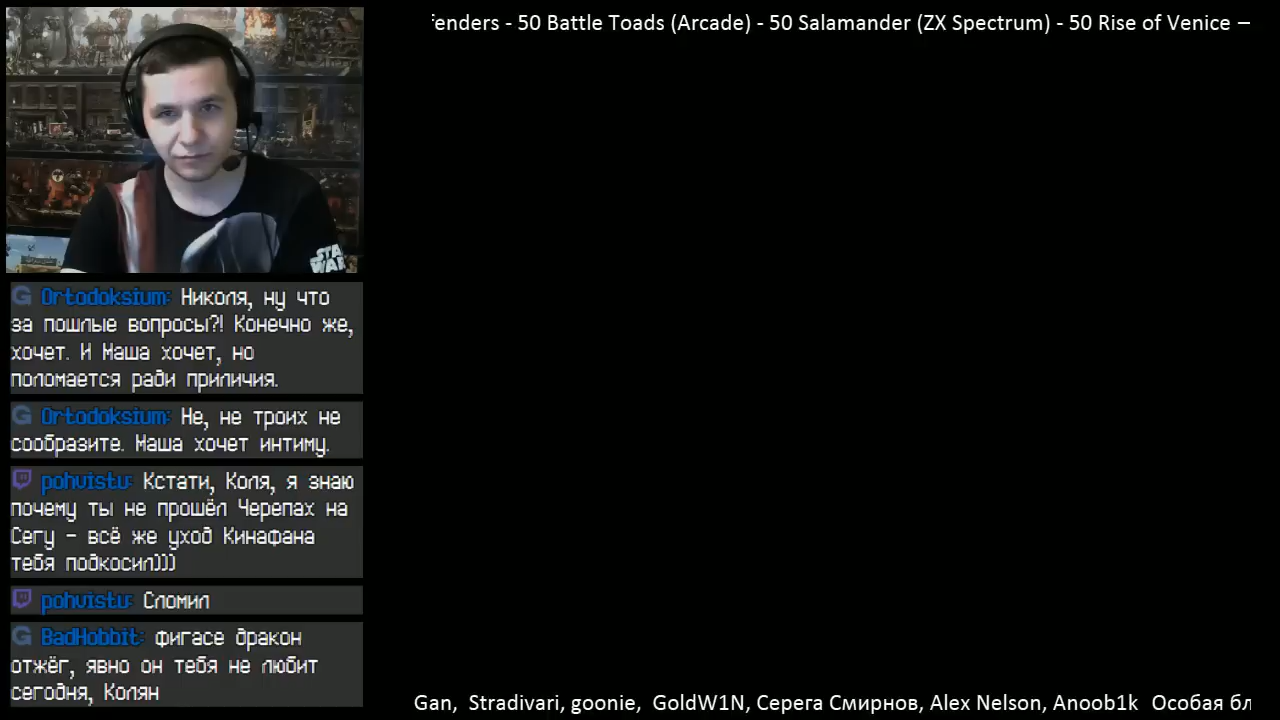 fenders - 50 Battle Toads (Arcade) - 50 Salamander (ZX Spectrum) - 50 Rise of Venice –
STAR
WARS
Ortodoksium: Николя, ну что
за пошлые вопросы?! Конечно же,
хочет. И Маша хочет, но
поломается ради приличия.
Ortodoksium: Не, не троих не
сообразите. Маша хочет интиму.
pohvistu: Кстати, Коля, я знаю
почему ты не прошёл Черепах на
Сегу - всё же уход Кинафана
тебя подкосил)))
pohvistu: Сломил
BadHobbit: фигасе дракон
отжёг, явно он тебя не любит
сегодня, Колян
Gan, Stradivari, goonie, GoldW1N, Серега Смирнов, Alex Nelson, Anoob1k Особая бл